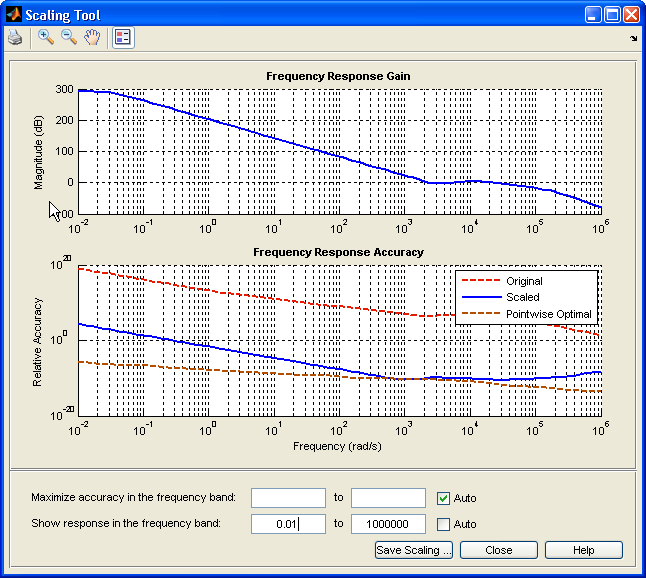 Scaling Tool
Frequency Response Gain
Magnitude (dB)
300
200
100
0
00
10^-2 10^-1 10^0 10^1 10^2 10^3 10^4 10^5 10^6
Frequency Response Accuracy
Relative Accuracy
10^20
10^0
10^-20
Original
Scaled
Pointwise Optimal
10^-2 10^-1 10^0 10^1 10^2 10^3 10^4 10^5 10^6
Frequency (rad/s)
Maximize accuracy in the frequency band: to Auto
Show response in the frequency band: 0.01 to 1000000 Auto
Save Scaling ... Close Help